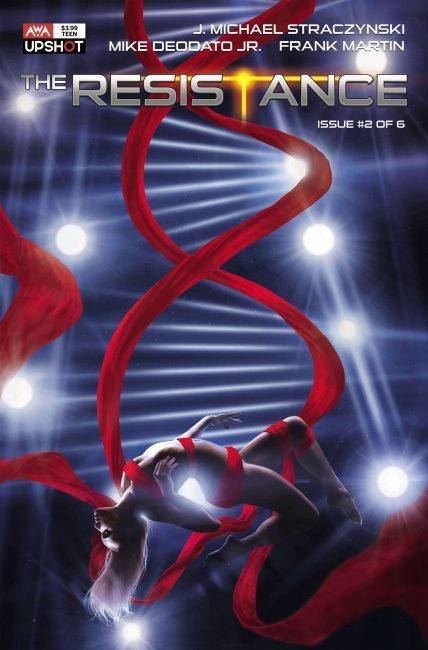 AWA
UPSHOT
$3.99
TEEN
J. MICHAEL STRACZYNSKI
MIKE DEODATO JR. FRANK MARTIN
THE RESISTANCE
ISSUE #2 OF 6